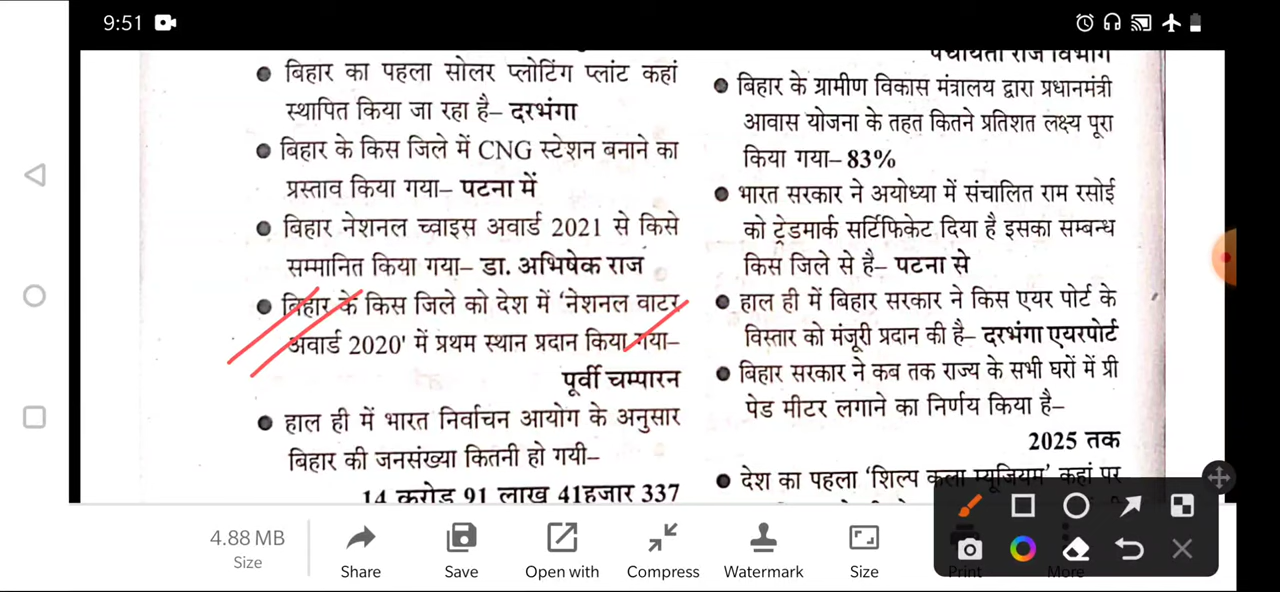 9:51
बिहार का पहला सोलर प्लोटिंग प्लांट कहां
स्थापित किया जा रहा है– दरभंगा
बिहार के किस जिले में CNG स्टेशन बनाने का
प्रस्ताव किया गया– पटना में
बिहार नेशनल च्वाइस अवार्ड 2021 से किसे
सम्मानित किया गया– डा. अभिषेक राज
बिहार के किस जिले को देश में 'नेशनल वाटर
अवार्ड 2020' में प्रथम स्थान प्रदान किया गया–
पूर्वी चम्पारन
हाल ही में भारत निर्वाचन आयोग के अनुसार
बिहार की जनसंख्या कितनी हो गयी–
14 करोड़ 91 लाख 41हजार 337
पंचायती राज विभाग
बिहार के ग्रामीण विकास मंत्रालय द्वारा प्रधानमंत्री
आवास योजना के तहत कितने प्रतिशत लक्ष्य पूरा
किया गया– 83%
भारत सरकार ने अयोध्या में संचालित राम रसोई
को ट्रेडमार्क सर्टिफिकेट दिया है इसका सम्बन्ध
किस जिले से है– पटना से
हाल ही में बिहार सरकार ने किस एयर पोर्ट के
विस्तार को मंजूरी प्रदान की है– दरभंगा एयरपोर्ट
बिहार सरकार ने कब तक राज्य के सभी घरों में प्री
पेड मीटर लगाने का निर्णय किया है–
2025 तक
देश का पहला 'शिल्प कला म्यूजियम' कहां पर
4.88 MB
Size
Share
Save
Open with
Compress
Watermark
Size
Print
More